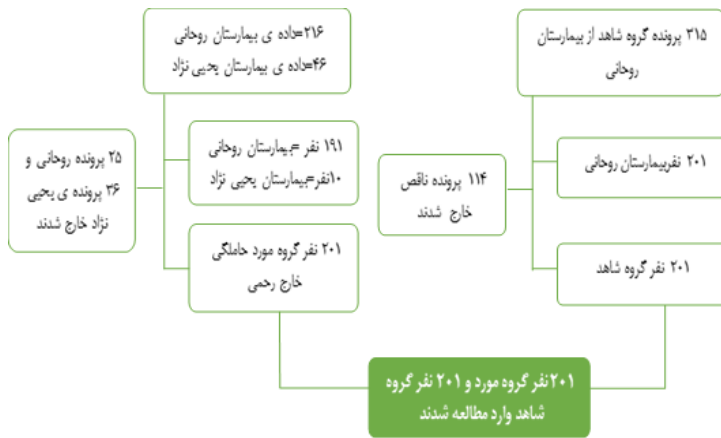 ۳۱۵ پرونده گروه شاهد از بیمارستان
روحانی
۲۰۱ نفربیمارستان روحانی
۱۱۴ پرونده ناقص
خارج شدند
۲۰۱ نفر گروه شاهد
۲۱۶=داده ی بیمارستان روحانی
۴۶=داده ی بیمارستان یحیی نژاد
۱۹۱ نفر =بیمارستان روحانی
۱۰نفر=بیمارستان یحیی نژاد
۲۵ پرونده روحانی و
۳۶ پرونده ی یحیی
نژاد خارج شدند
۲۰۱ نفر گروه مورد حاملگی
خارج رحمی
۲۰۱نفر گروه مورد و ۲۰۱ نفر گروه
شاهد وارد مطالعه شدند